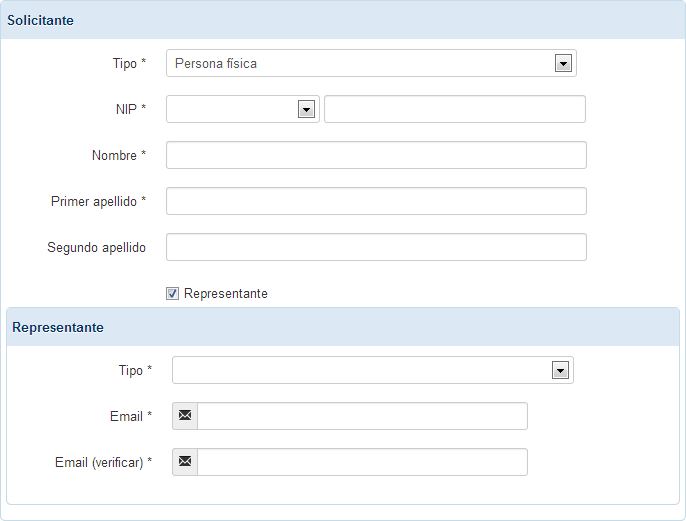 Solicitante
Tipo *
Persona física
NIP *
Nombre *
Primer apellido *
Segundo apellido
Representante
Representante
Tipo *
Email *
Email (verificar) *